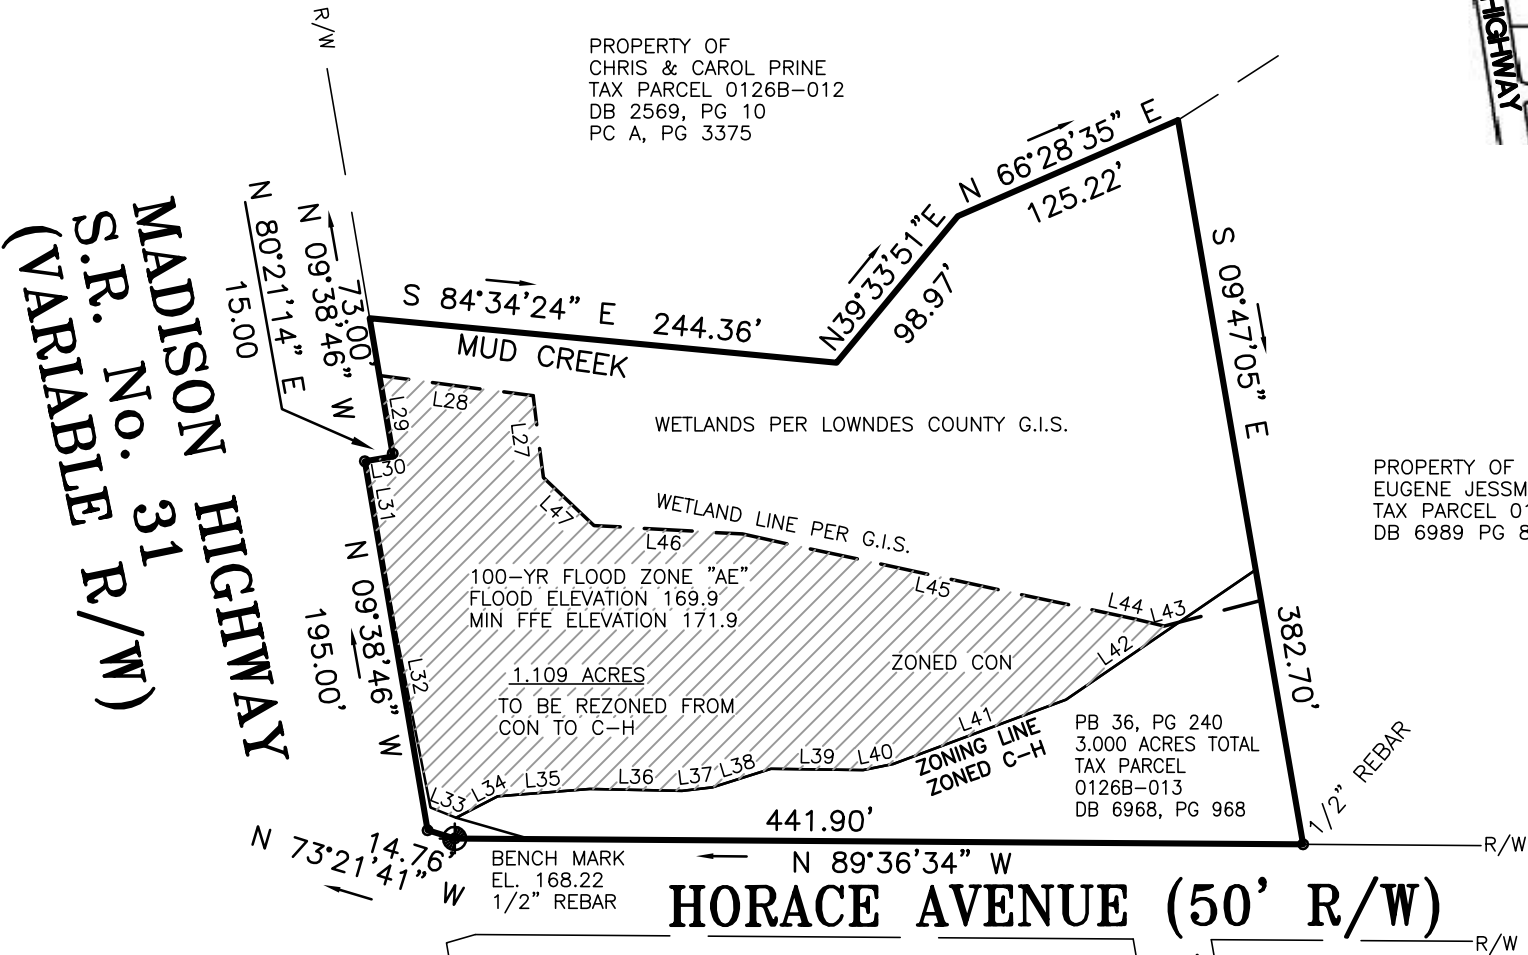 R/W
PROPERTY OF
CHRIS & CAROL PRINE
TAX PARCEL 0126B-012
DB 2569, PG 10
PC A, PG 3375
HIGHWAY
N 66°28'35" E
125.22'
N39°33'51"E
98.97'
S 84°34'24" E 244.36'
MUD CREEK
N 09°38'46" W
73.00'
N 80°21'14" E
15.00
MADISON HIGHWAY
S.R. No. 31
(VARIABLE R/W)
S 09°47'05" E
382.70'
L28
L29
L27
L30
L31
L47
L46
WETLANDS PER LOWNDES COUNTY G.I.S.
WETLAND LINE PER G.I.S.
L45
L44
L43
L42
PROPERTY OF
EUGENE JESSM
TAX PARCEL 01
DB 6989 PG 8
100-YR FLOOD ZONE "AE"
FLOOD ELEVATION 169.9
MIN FFE ELEVATION 171.9
N 09°38'46" W
195.00'
L32
1.109 ACRES
TO BE REZONED FROM
CON TO C-H
ZONED CON
L41
ZONING LINE
ZONED C-H
PB 36, PG 240
3.000 ACRES TOTAL
TAX PARCEL
0126B-013
DB 6968, PG 968
L33
L34
L35
L36
L37
L38
L39
L40
1/2" REBAR
441.90'
N 89°36'34" W
R/W
N 73°21'41" W
14.76'
BENCH MARK
EL. 168.22
1/2" REBAR
HORACE AVENUE (50' R/W)
R/W